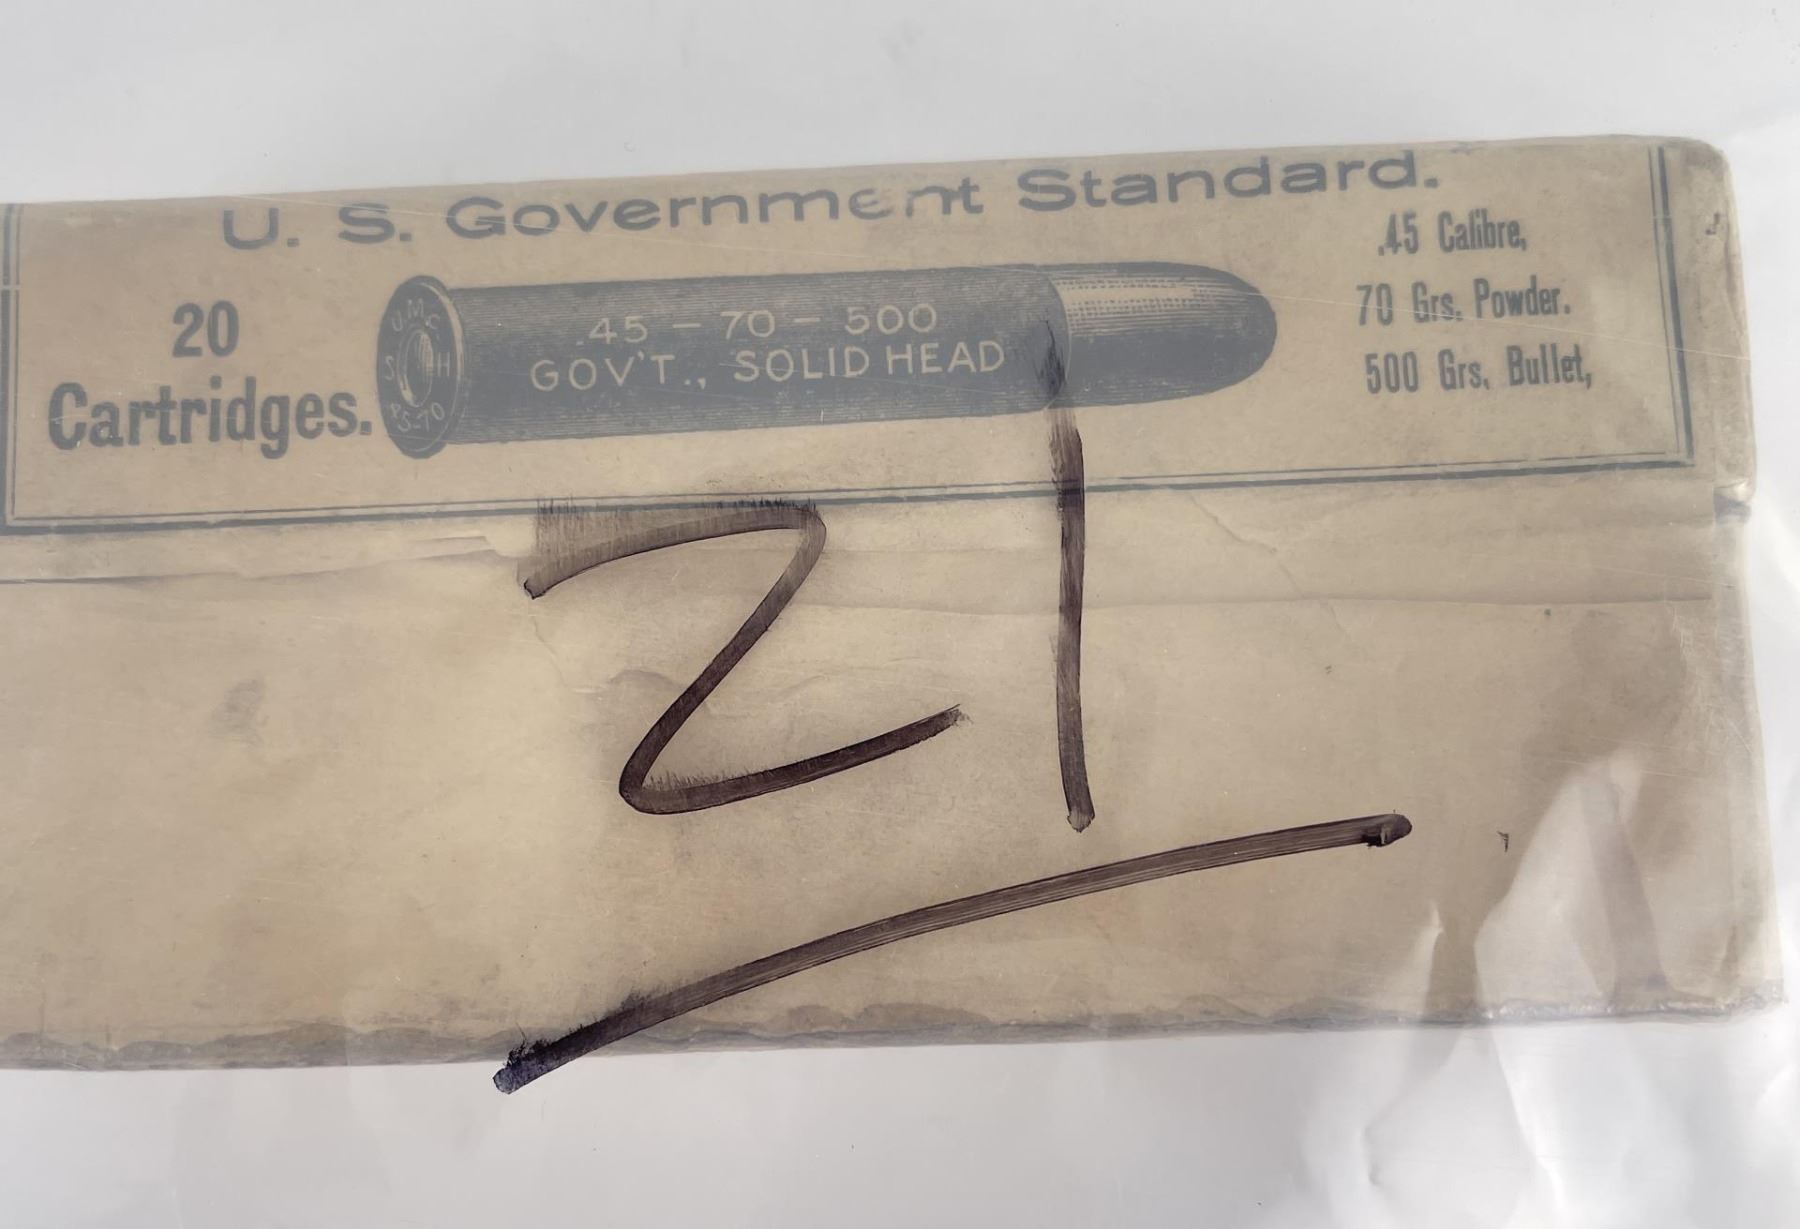 U. S. Government Standard.
20
Cartridges.
U.M.C
S H
45-70
.45 – 70 – 500
GOV'T., SOLID HEAD
.45 Calibre,
70 Grs. Powder.
500 Grs. Bullet,
21